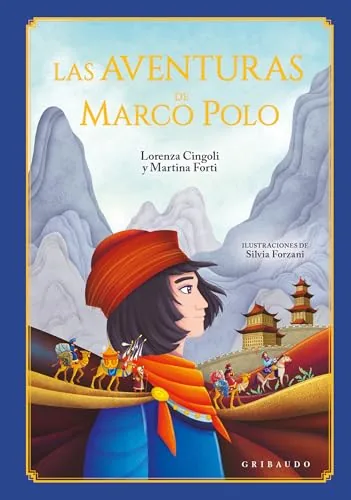 LAS AVENTURAS
DE
MARCO POLO
Lorenza Cingoli
y Martina Forti
ILUSTRACIONES DE
Silvia Forzani
GRIBAUDO